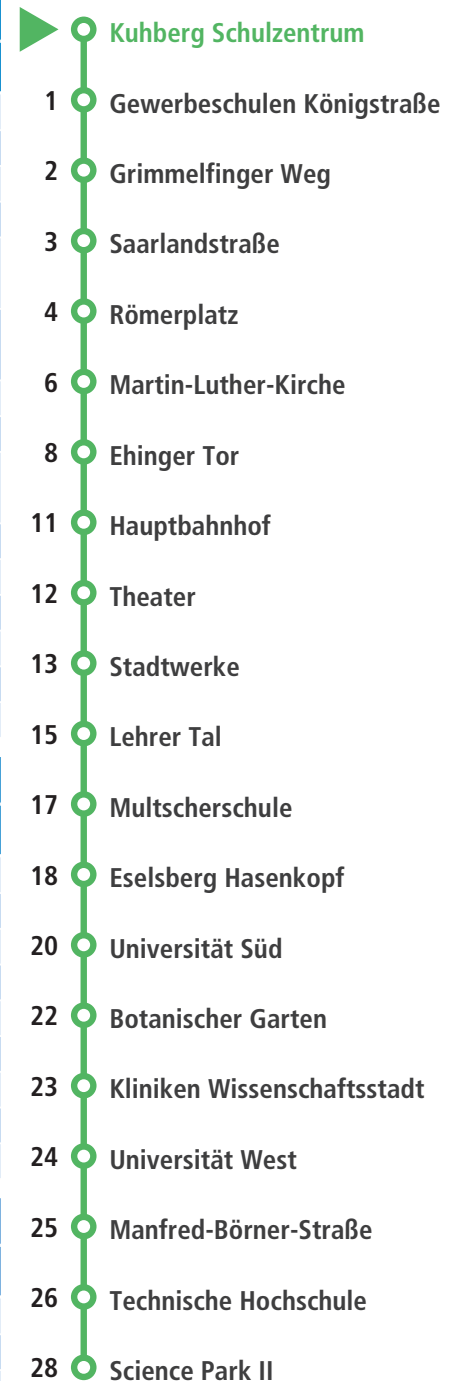 Kuhberg Schulzentrum
1 Gewerbeschulen Königstraße
2 Grimmelfinger Weg
3 Saarlandstraße
4 Römerplatz
6 Martin-Luther-Kirche
8 Ehinger Tor
11 Hauptbahnhof
12 Theater
13 Stadtwerke
15 Lehrer Tal
17 Multscherschule
18 Eselsberg Hasenkopf
20 Universität Süd
22 Botanischer Garten
23 Kliniken Wissenschaftsstadt
24 Universität West
25 Manfred-Börner-Straße
26 Technische Hochschule
28 Science Park II